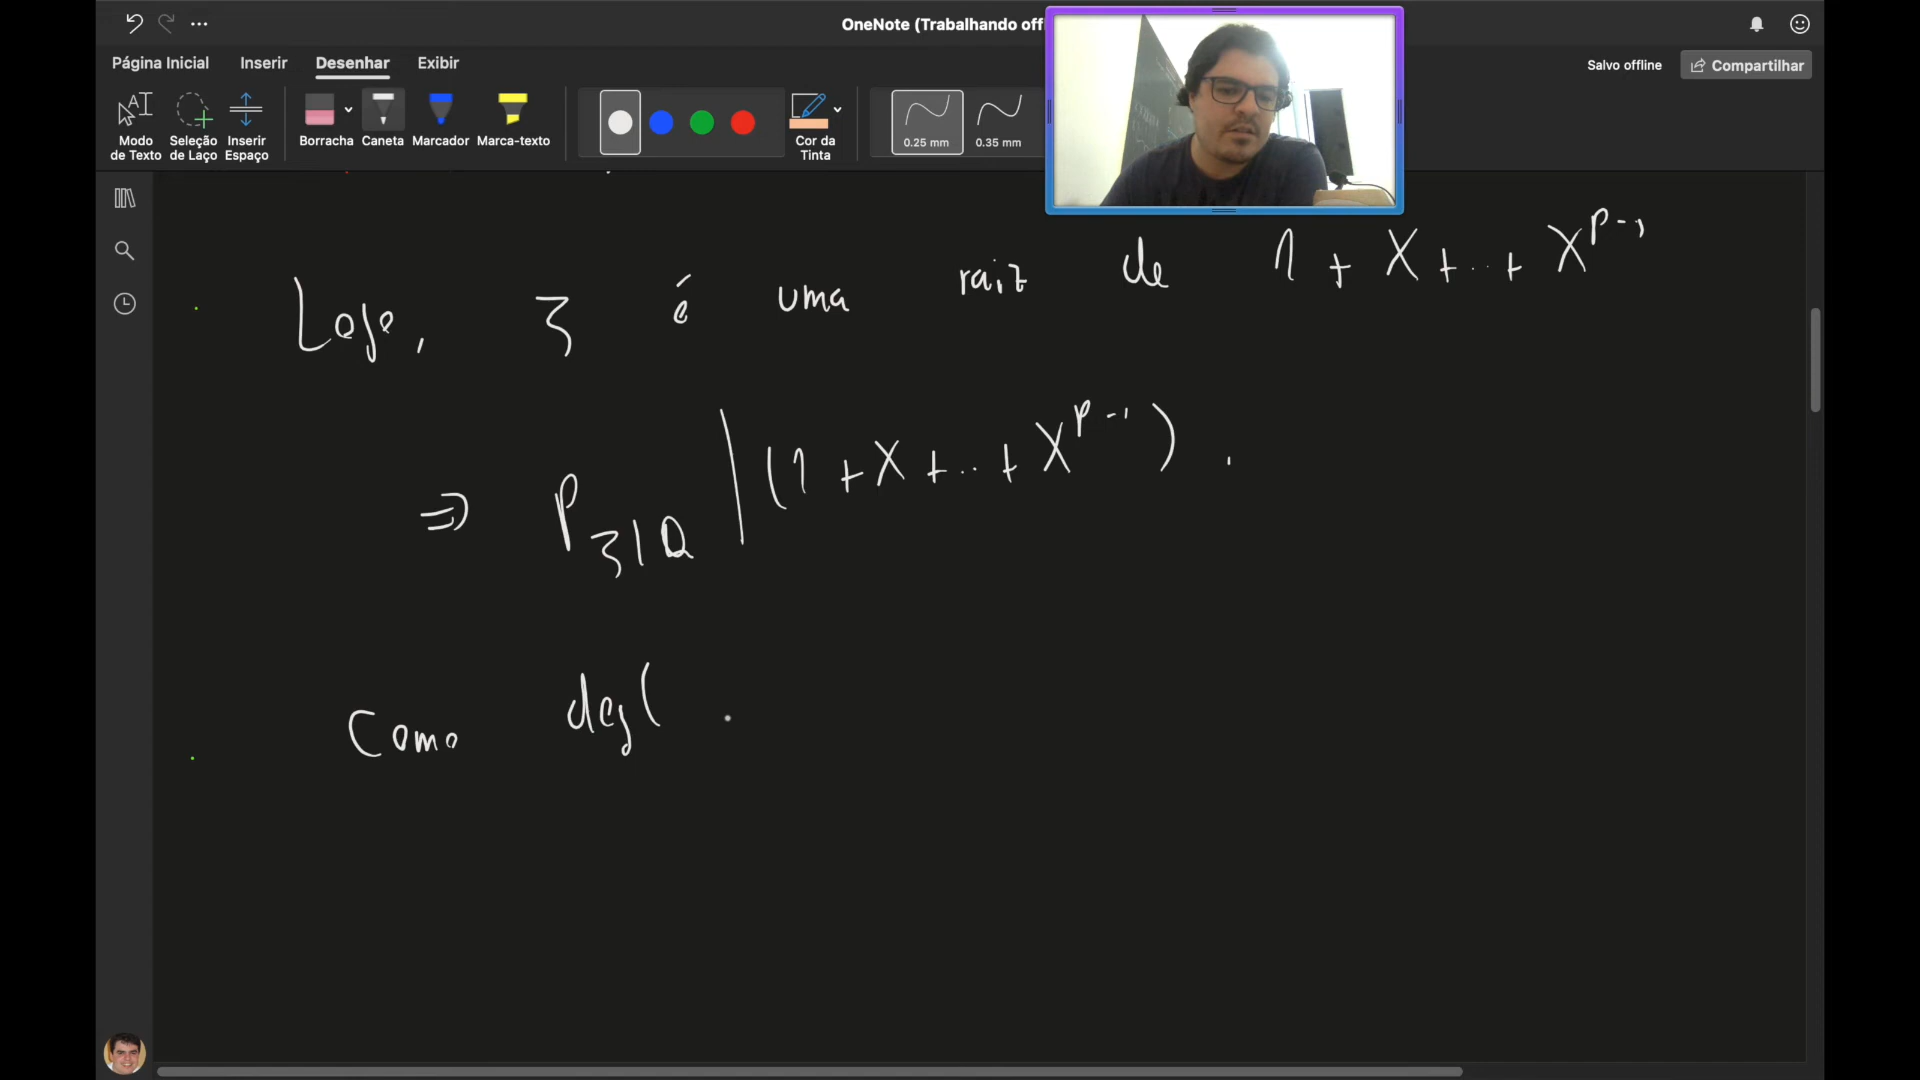 OneNote (Trabalhando off
Página Inicial Inserir Desenhar Exibir
Salvo offline Compartilhar
Modo de Texto
Seleção de Laço
Inserir Espaço
Borracha Caneta Marcador Marca-texto
Cor da Tinta
0.25 mm 0.35 mm
Logo, ζ é uma raiz de 1 + X + .. + X^{p-1}
⇒ P_{ζ|Q} | (1 + X + .. + X^{p-1}) .
Como deg(